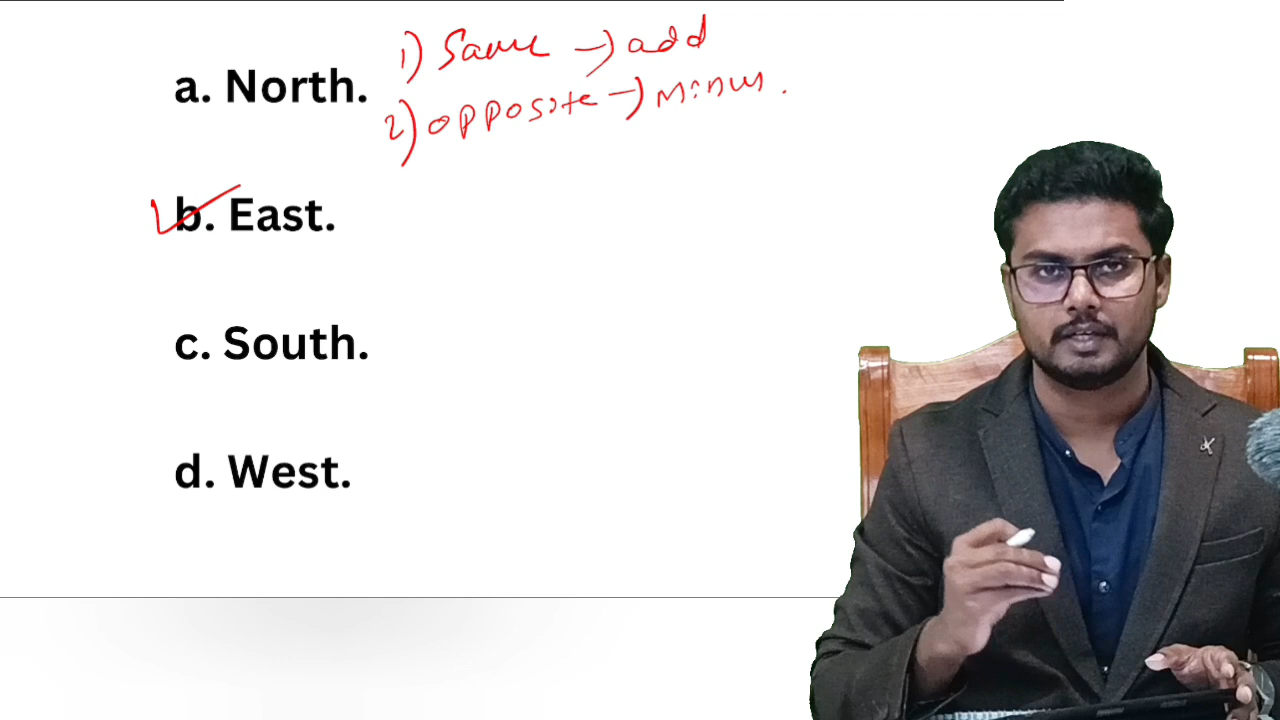 1) Same → add
a. North.
2) opposite → minus.
b. East.
c. South.
d. West.